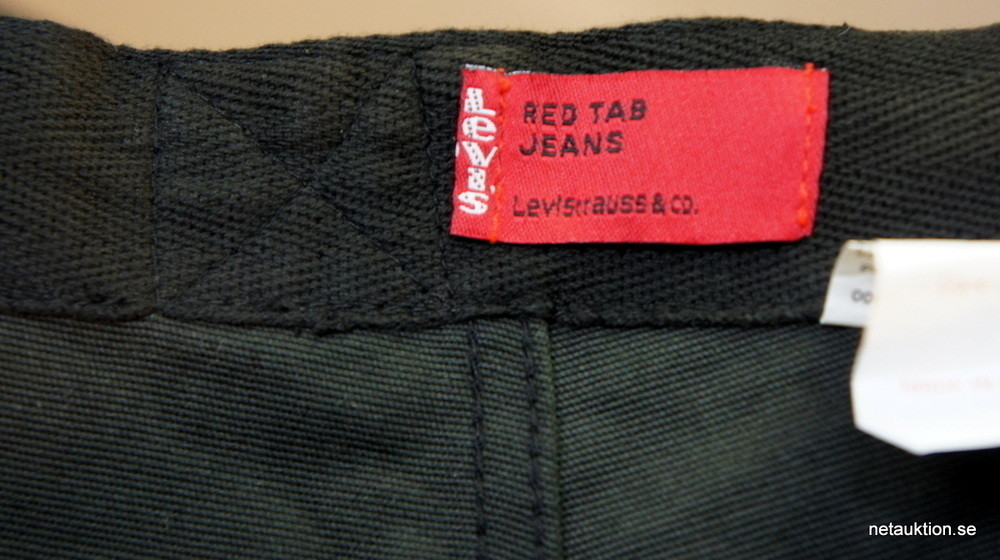 LEVI'S
RED TAB
JEANS
Levi Strauss & CO.
netauktion.se